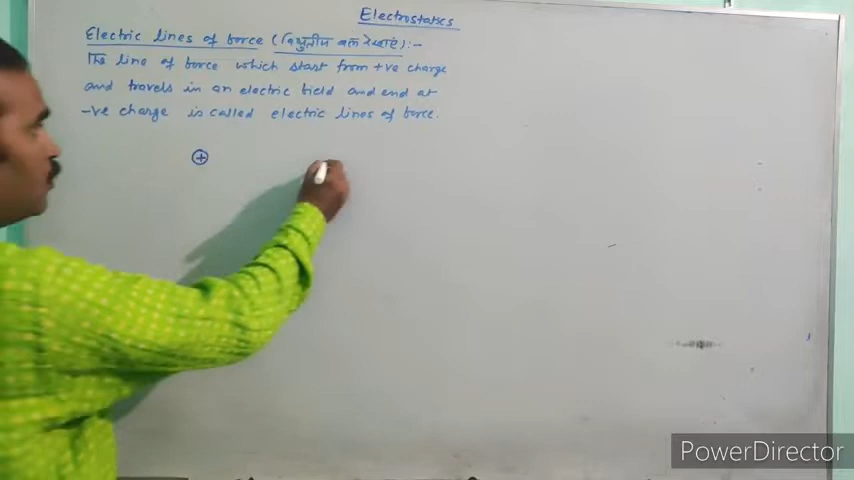 Electrostatics
Electric lines of force (विधुतीय बल रेखाएं):-
The line of force which start from +ve charge
and travels in an electric field and end at
-ve charge is called electric lines of force.
+
PowerDirector